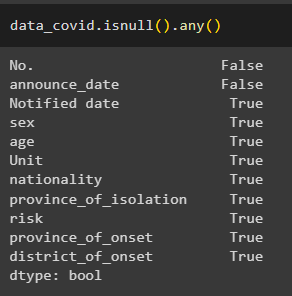 data_covid.isnull().any()
No. False
announce_date False
Notified date True
sex True
age True
Unit True
nationality True
province_of_isolation True
risk True
province_of_onset True
district_of_onset True
dtype: bool